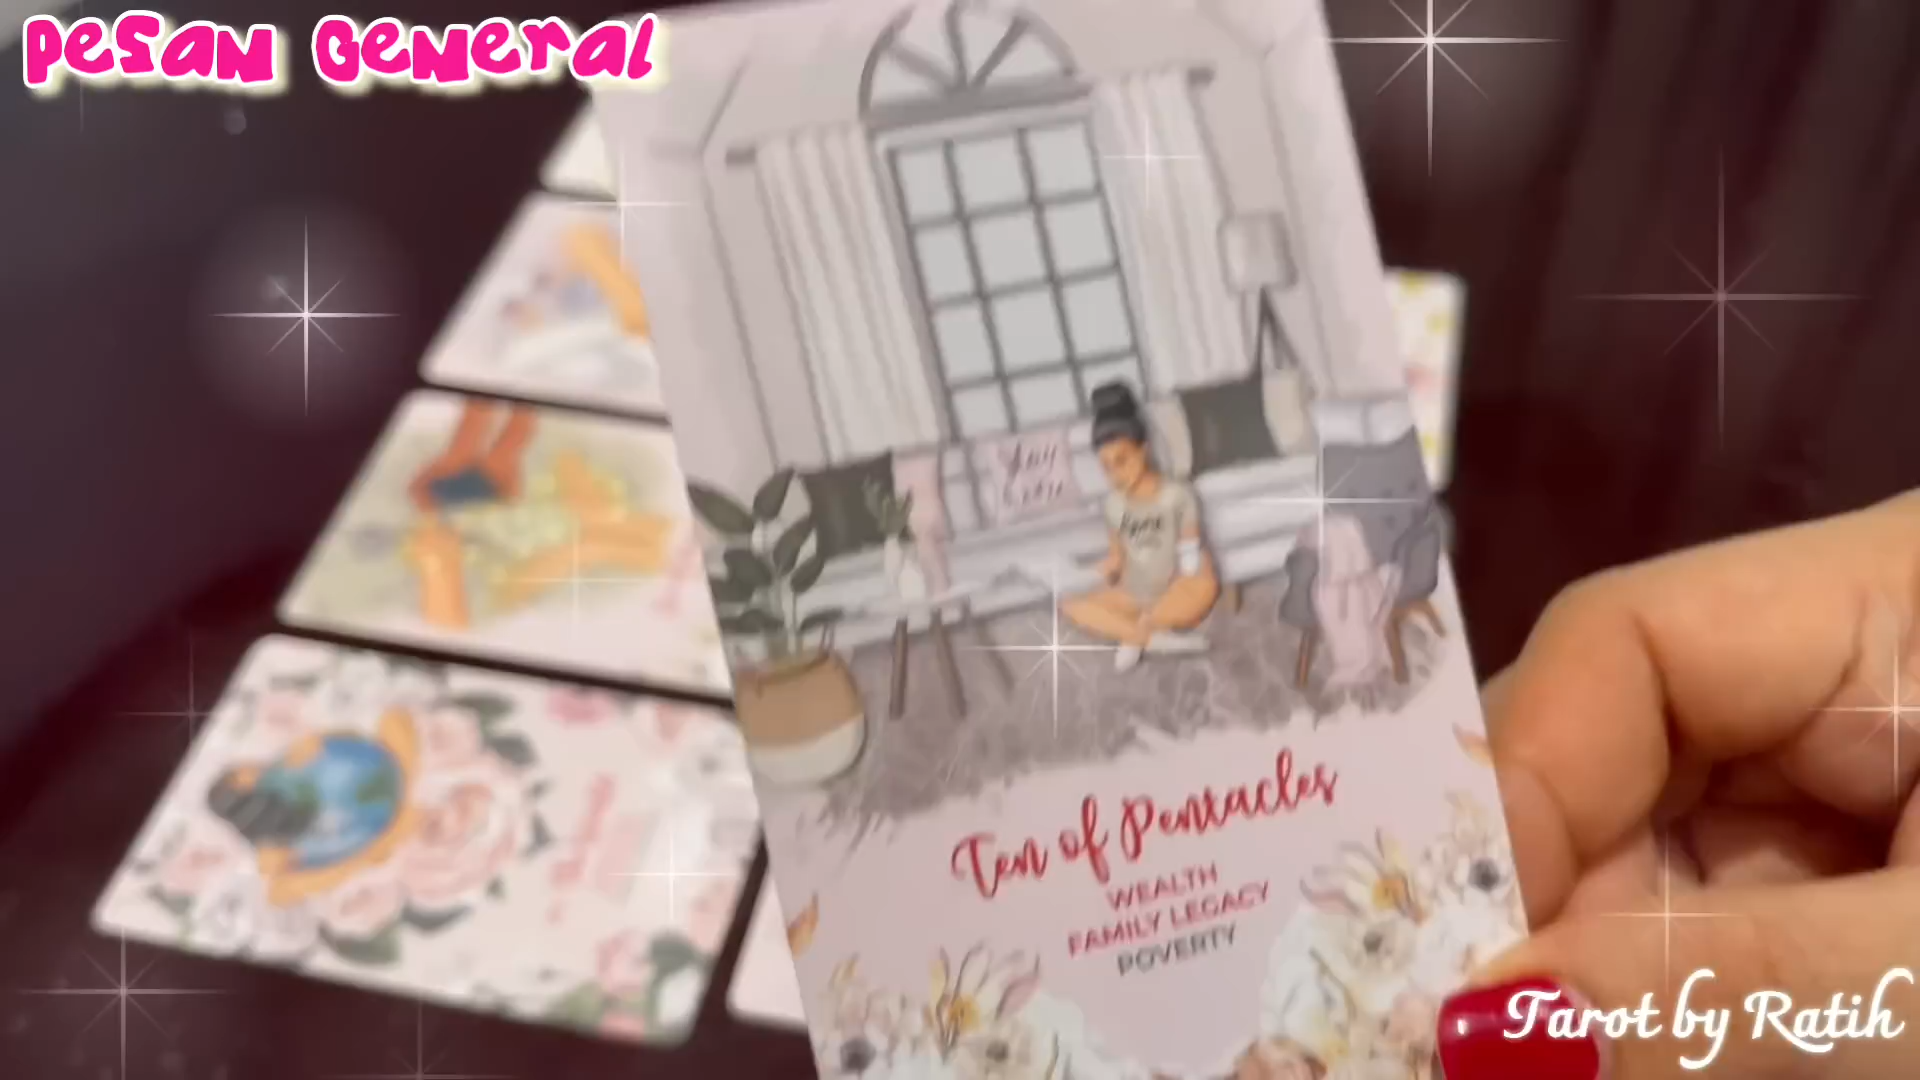 Pesan General
Ten of Pentacles
WEALTH
FAMILY LEGACY
POVERTY
Tarot by Ratih